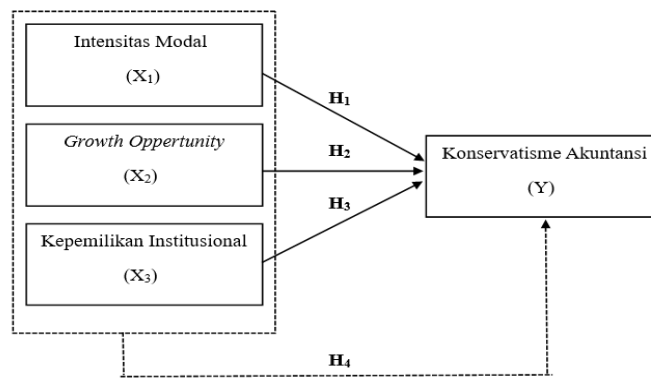 Intensitas Modal
(X₁)
H₁
Growth Oppertunity
(X₂)
H₂
Konservatisme Akuntansi
(Y)
H₃
Kepemilikan Institusional
(X₃)
H₄